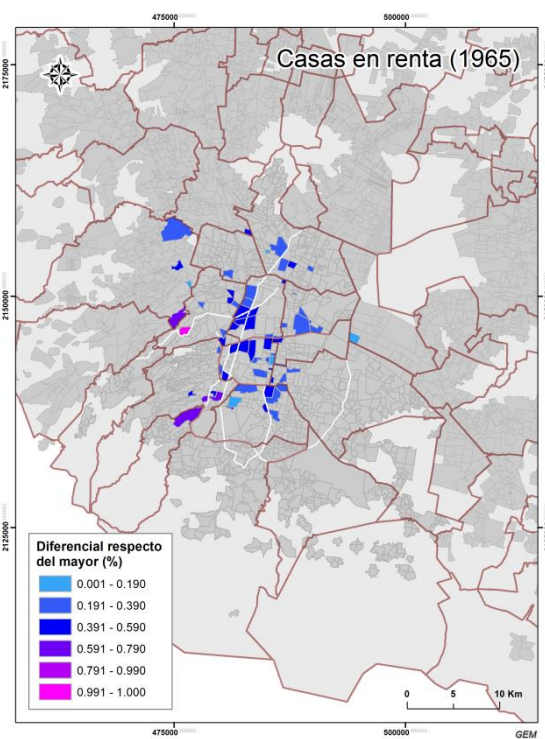 475000 500000
Casas en renta (1965)
2175000
2150000
2125000
Diferencial respecto
del mayor (%)
0.001 - 0.190
0.191 - 0.390
0.391 - 0.590
0.591 - 0.790
0.791 - 0.990
0.991 - 1.000
0 5 10 Km
475000 500000
GEM